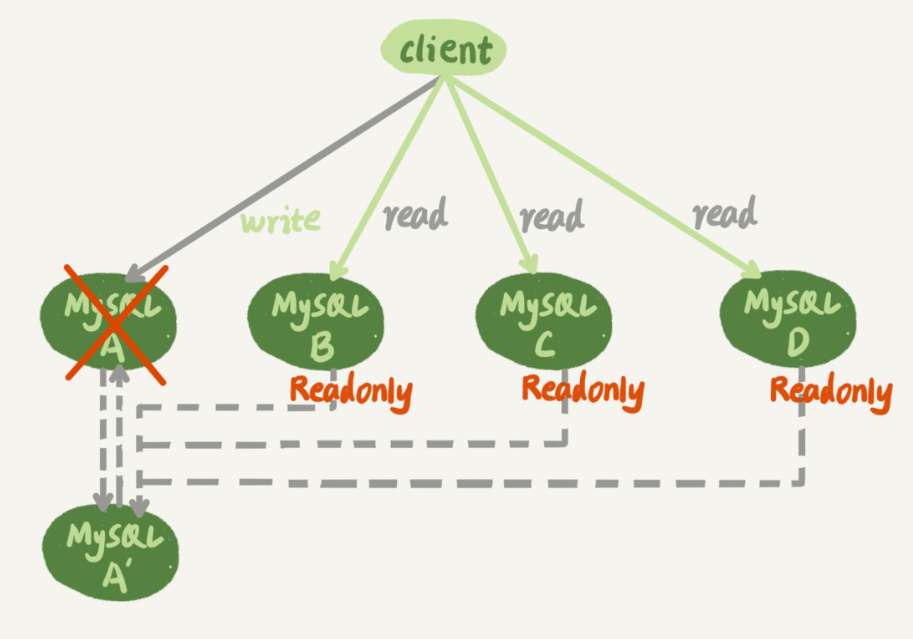 client
write
read
read
read
MySQL
A
MySQL
B
MySQL
C
MySQL
D
Readonly
Readonly
Readonly
MySQL
A'